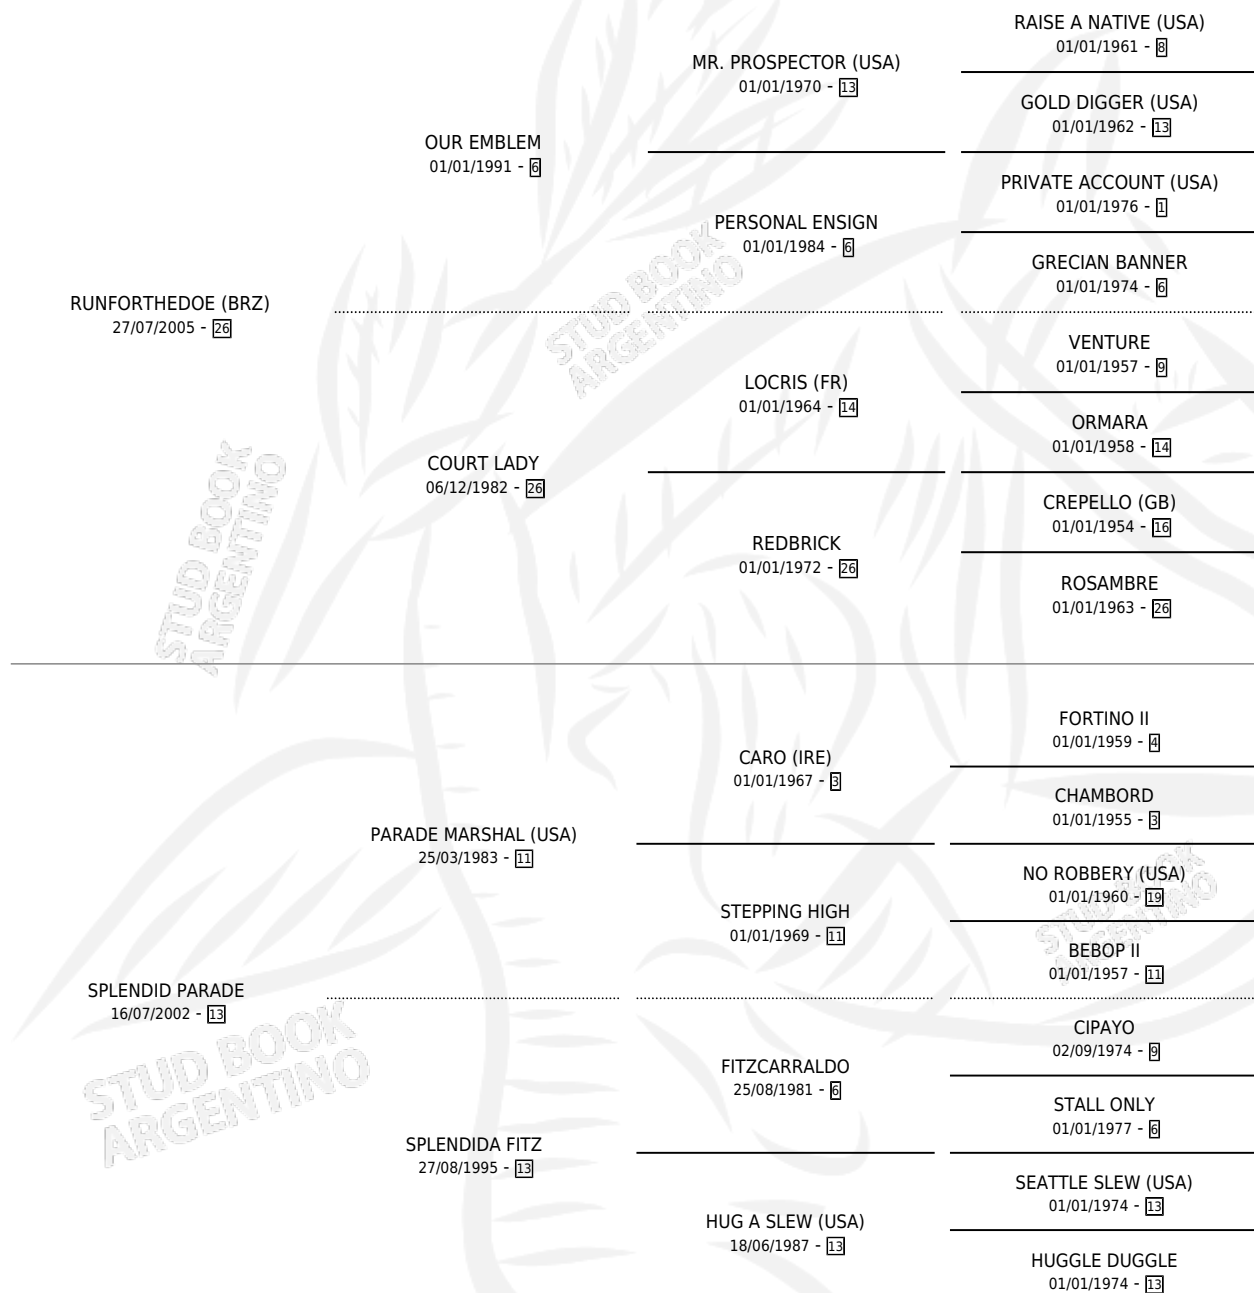 RAISE A NATIVE (USA)
01/01/1961 - 8
MR. PROSPECTOR (USA)
01/01/1970 - 13
GOLD DIGGER (USA)
01/01/1962 - 13
OUR EMBLEM
01/01/1991 - 6
PRIVATE ACCOUNT (USA)
01/01/1976 - 1
PERSONAL ENSIGN
01/01/1984 - 6
GRECIAN BANNER
01/01/1974 - 6
RUNFORTHEDOE (BRZ)
27/07/2005 - 26
VENTURE
01/01/1957 - 9
LOCRIS (FR)
01/01/1964 - 14
ORMARA
01/01/1958 - 14
COURT LADY
06/12/1982 - 26
CREPELLO (GB)
01/01/1954 - 16
REDBRICK
01/01/1972 - 26
ROSAMBRE
01/01/1963 - 26
FORTINO II
01/01/1959 - 4
CARO (IRE)
01/01/1967 - 3
CHAMBORD
01/01/1955 - 3
PARADE MARSHAL (USA)
25/03/1983 - 11
NO ROBBERY (USA)
01/01/1960 - 19
STEPPING HIGH
01/01/1969 - 11
BEBOP II
01/01/1957 - 11
SPLENDID PARADE
16/07/2002 - 13
CIPAYO
02/09/1974 - 9
FITZCARRALDO
25/08/1981 - 6
STALL ONLY
01/01/1977 - 6
SPLENDIDA FITZ
27/08/1995 - 13
SEATTLE SLEW (USA)
01/01/1974 - 13
HUG A SLEW (USA)
18/06/1987 - 13
HUGGLE DUGGLE
01/01/1974 - 13
STUD BOOK
ARGENTINO
STUD BOOK
ARGENTINO
STUD BOOK
ARGENTINO
STUD BOOK
ARGENTINO